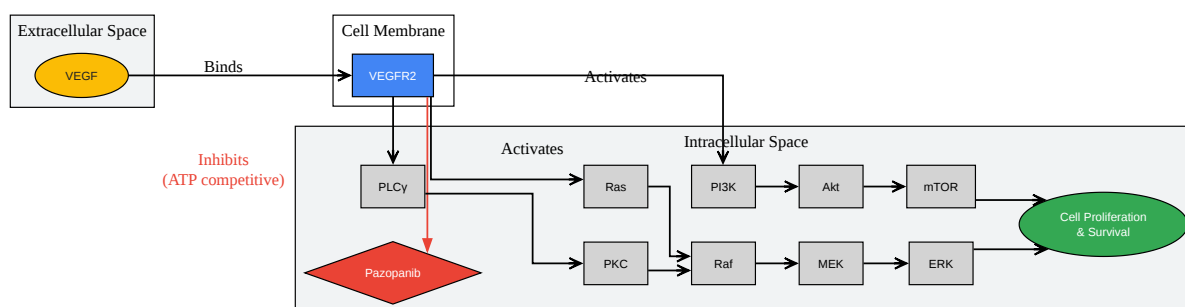 Extracellular Space
Cell Membrane
VEGF
Binds
VEGFR2
Activates
Intracellular Space
Activates
Inhibits
(ATP competitive)
PLCγ
Ras
PI3K
Akt
mTOR
Cell Proliferation
& Survival
Pazopanib
PKC
Raf
MEK
ERK